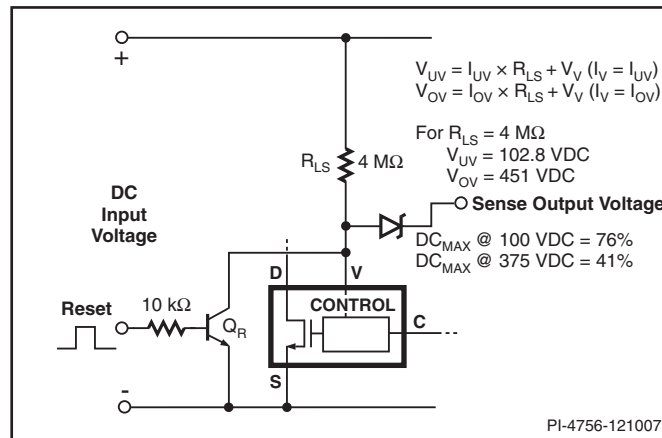 +
V_UV = I_UV × R_LS + V_V (I_V = I_UV)
V_OV = I_OV × R_LS + V_V (I_V = I_OV)
For R_LS = 4 MΩ
V_UV = 102.8 VDC
V_OV = 451 VDC
R_LS 4 MΩ
DC
Input
Voltage
Sense Output Voltage
DC_MAX @ 100 VDC = 76%
DC_MAX @ 375 VDC = 41%
D V
CONTROL
Reset 10 kΩ
Q_R
C
S
-
PI-4756-121007